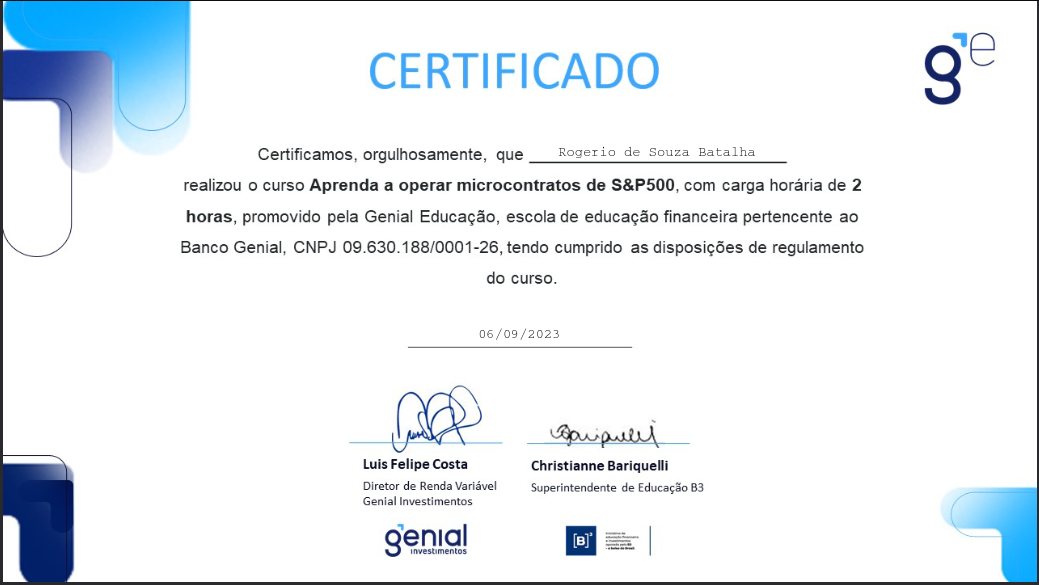 ge
CERTIFICADO
Certificamos, orgulhosamente, que Rogerio de Souza Batalha
realizou o curso Aprenda a operar microcontratos de S&P500, com carga horária de 2
horas, promovido pela Genial Educação, escola de educação financeira pertencente ao
Banco Genial, CNPJ 09.630.188/0001-26, tendo cumprido as disposições de regulamento
do curso.
06/09/2023
Luis Felipe Costa
Diretor de Renda Variável
Genial Investimentos
Christianne Bariquelli
Superintendente de Educação B3
genial
investimentos
[B]³